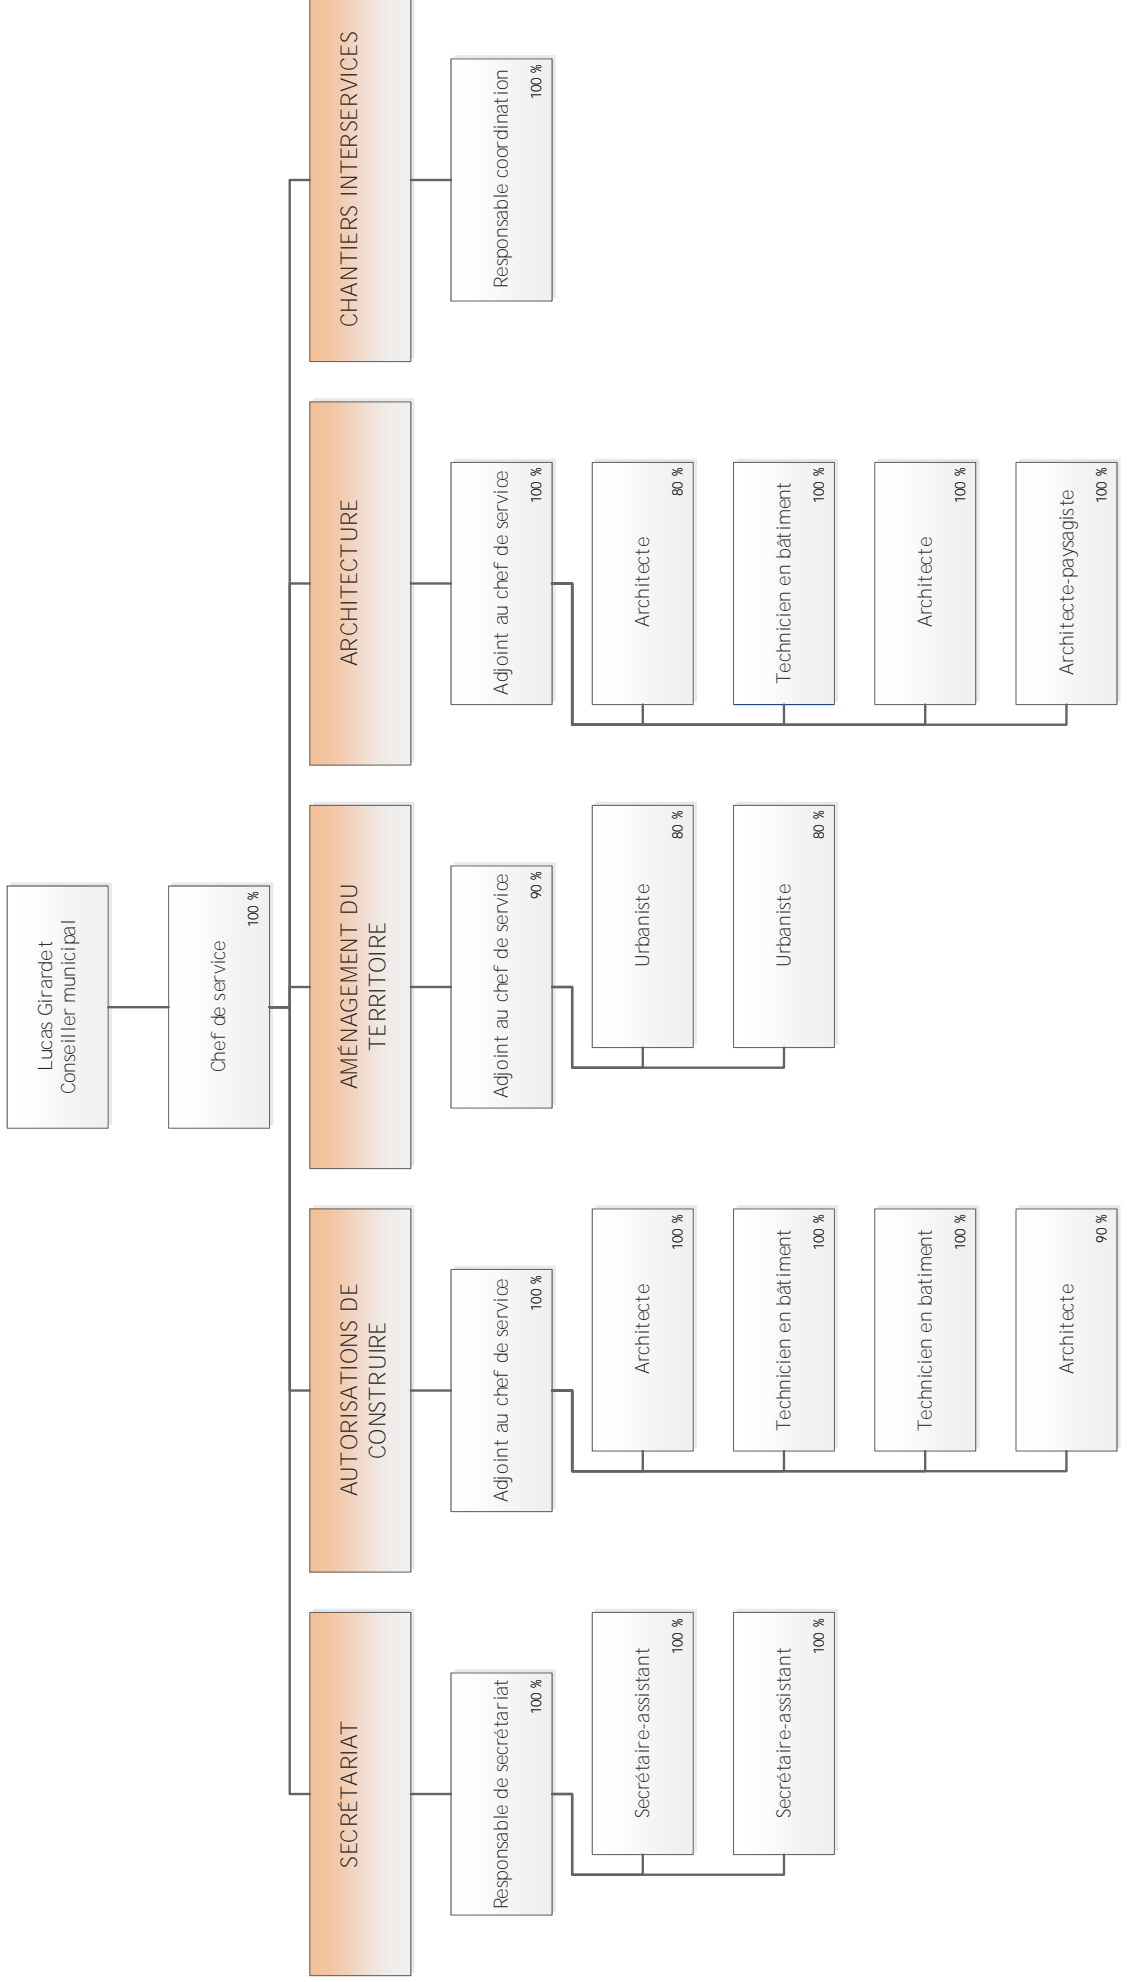 Lucas Girardet
Conseiller municipal
Chef de service
100 %
SECRÉTARIAT
Responsable de secrétariat
100 %
Secrétaire-assistant
100 %
Secrétaire-assistant
100 %
AUTORISATIONS DE
CONSTRUIRE
Adjoint au chef de service
100 %
Architecte
100 %
Technicien en bâtiment
100 %
Technicien en batiment
100 %
Architecte
90 %
AMÉNAGEMENT DU
TERRITOIRE
Adjoint au chef de service
90 %
Urbaniste
80 %
Urbaniste
80 %
ARCHITECTURE
Adjoint au chef de service
100 %
Architecte
80 %
Technicien en bâtiment
100 %
Architecte
100 %
Architecte-paysagiste
100 %
CHANTIERS INTERSERVICES
Responsable coordination
100 %